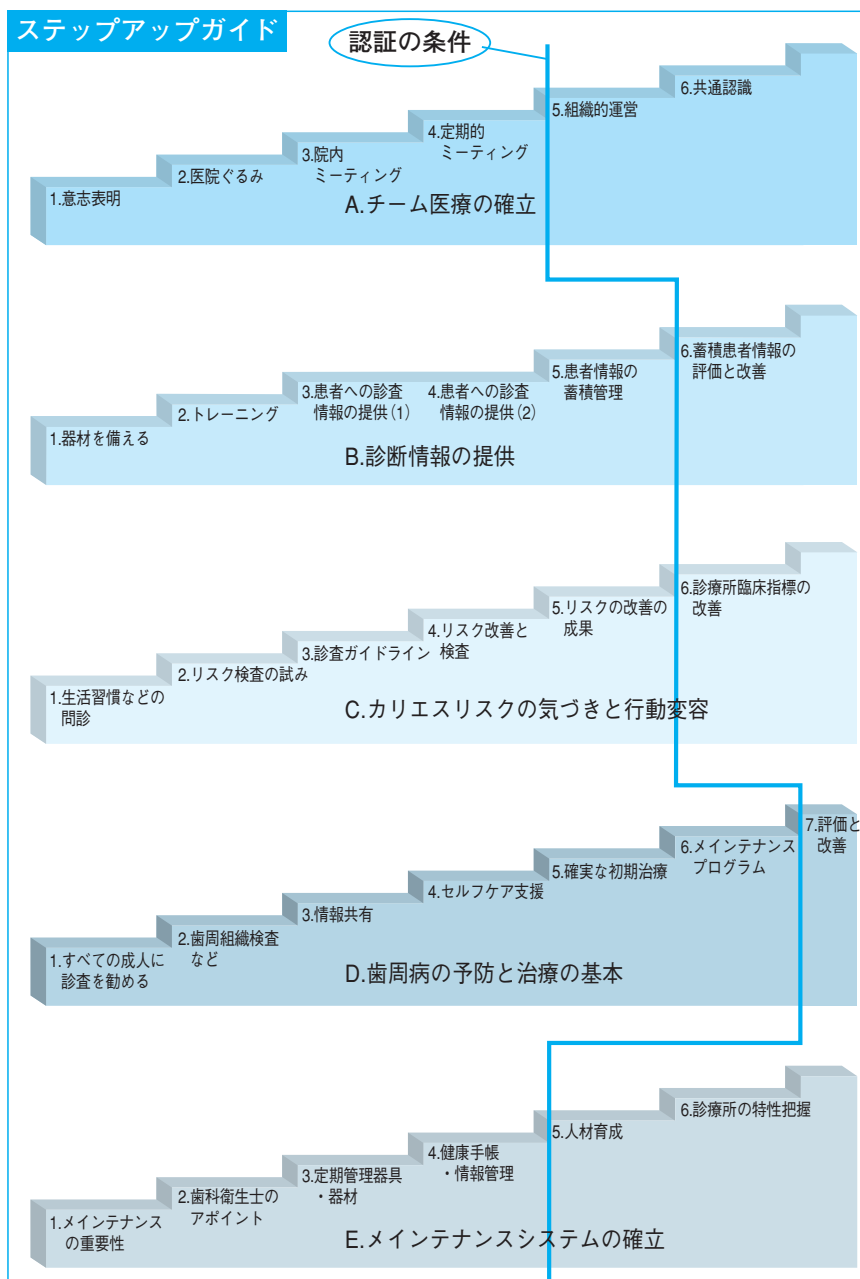 ステップアップガイド
認証の条件
1.意志表明
2.医院ぐるみ
3.院内
ミーティング
4.定期的
ミーティング
5.組織的運営
6.共通認識
A.チーム医療の確立
1.器材を備える
2.トレーニング
3.患者への診査
情報の提供(1)
4.患者への診査
情報の提供(2)
5.患者情報の
蓄積管理
6.蓄積患者情報の
評価と改善
B.診断情報の提供
1.生活習慣などの
問診
2.リスク検査の試み
3.診査ガイドライン
4.リスク改善と
検査
5.リスクの改善の
成果
6.診療所臨床指標の
改善
C.カリエスリスクの気づきと行動変容
1.すべての成人に
診査を勧める
2.歯周組織検査
など
3.情報共有
4.セルフケア支援
5.確実な初期治療
6.メインテナンス
プログラム
7.評価と
改善
D.歯周病の予防と治療の基本
1.メインテナンス
の重要性
2.歯科衛生士の
アポイント
3.定期管理器具
・器材
4.健康手帳
・情報管理
5.人材育成
6.診療所の特性把握
E.メインテナンスシステムの確立